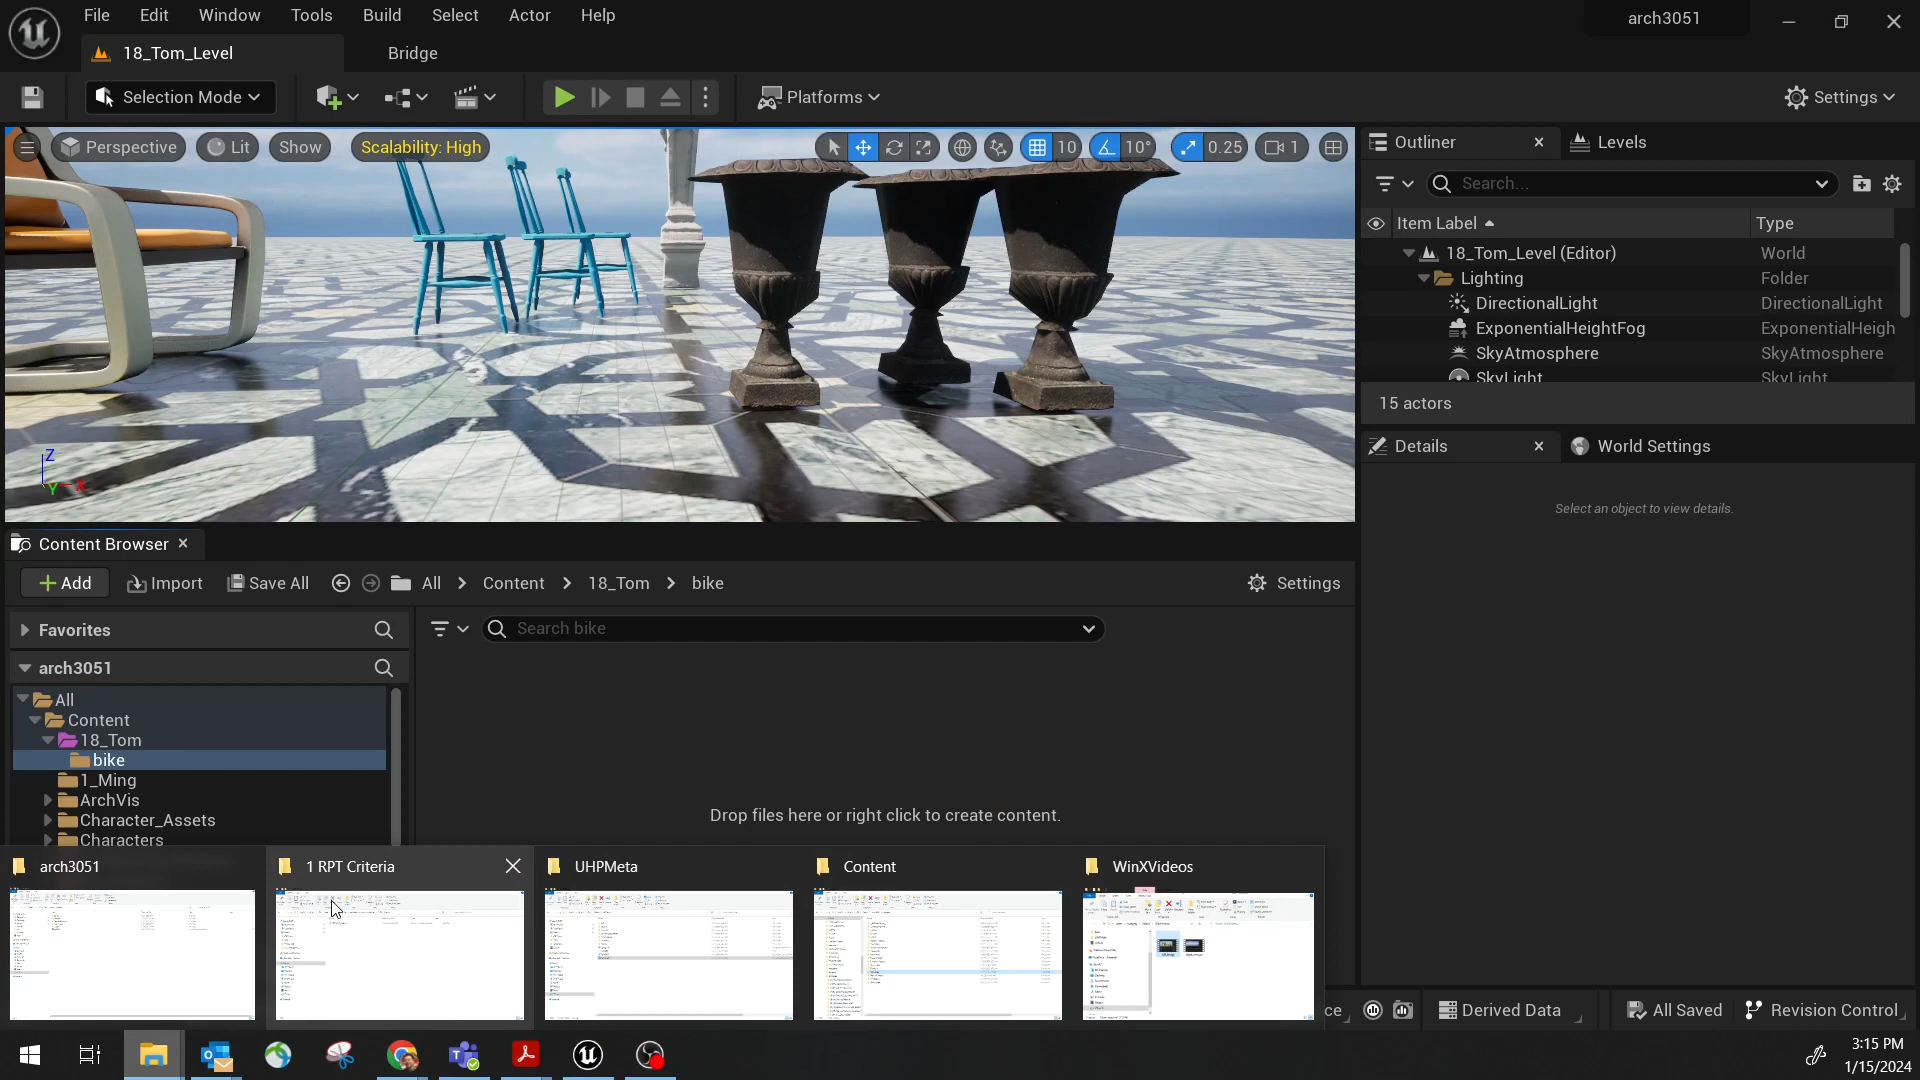 File Edit Window Tools Build Select Actor Help
arch3051
18_Tom_Level
Bridge
Selection Mode
Platforms
Settings
Perspective
Lit
Show
Scalability: High
10
10°
0.25
1
Z
Y
X
Outliner
Levels
Search...
Item Label
Type
18_Tom_Level (Editor) World
Lighting Folder
DirectionalLight DirectionalLight
ExponentialHeightFog ExponentialHeigh
SkyAtmosphere SkyAtmosphere
SkyLight SkyLight
15 actors
Details
World Settings
Select an object to view details.
Content Browser
Add
Import
Save All
All
Content
18_Tom
bike
Settings
Favorites
Search bike
arch3051
All
Content
18_Tom
bike
1_Ming
ArchVis
Character_Assets
Characters
Drop files here or right click to create content.
arch3051
1 RPT Criteria
UHPMeta
Content
WinXVideos
ce
Derived Data
All Saved
Revision Control
3:15 PM
1/15/2024